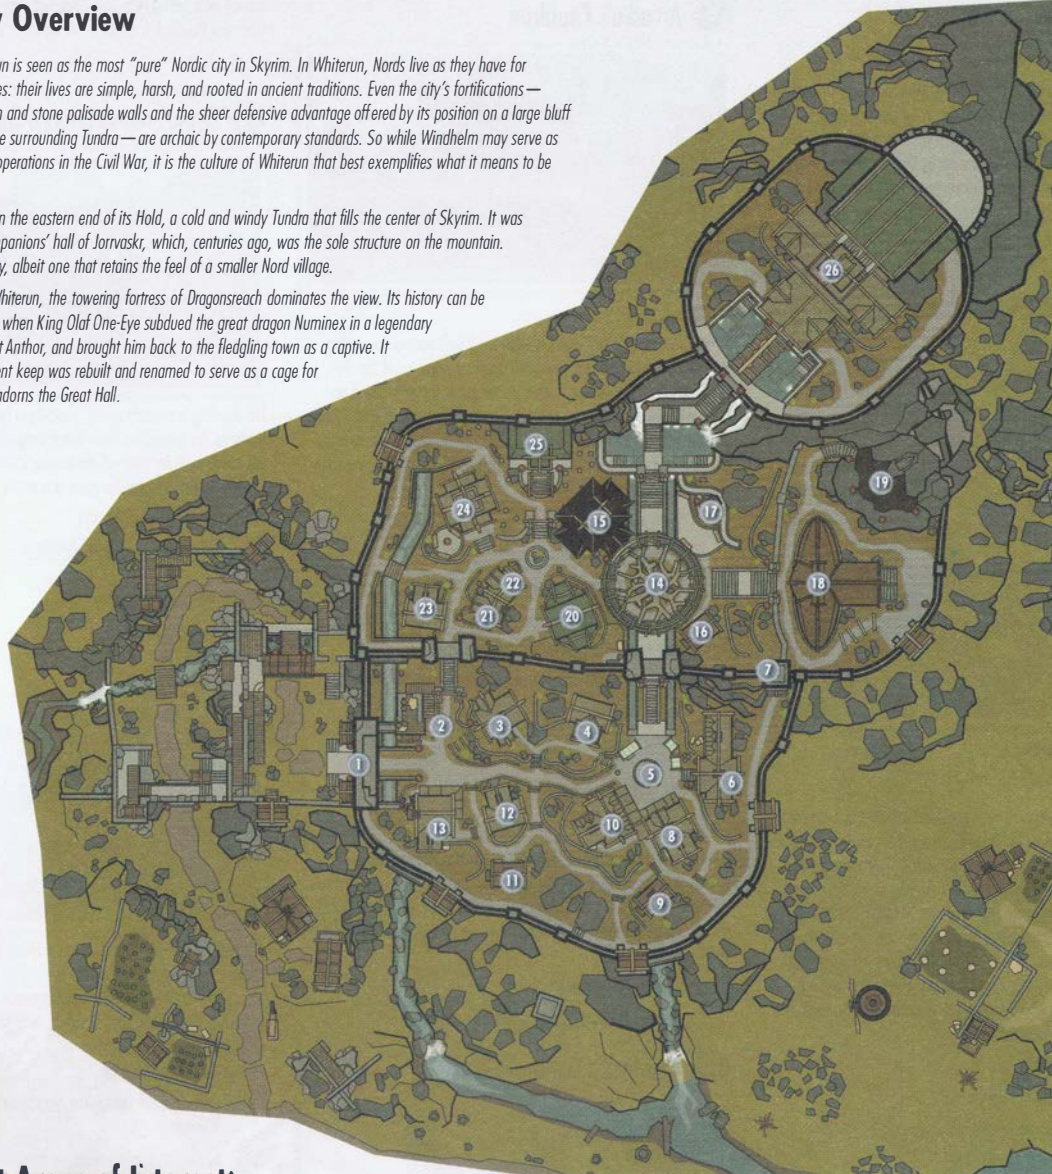 Overview
n is seen as the most “pure” Nordic city in Skyrim. In Whiterun, Nords live as they have for
es: their lives are simple, harsh, and rooted in ancient traditions. Even the city’s fortifications—
and stone palisade walls and the sheer defensive advantage offered by its position on a large bluff
e surrounding Tundra—are archaic by contemporary standards. So while Windhelm may serve as
operations in the Civil War, it is the culture of Whiterun that best exemplifies what it means to be
n the eastern end of its Hold, a cold and windy Tundra that fills the center of Skyrim. It was
panions’ hall of Jorrvaskr, which, centuries ago, was the sole structure on the mountain.
y, albeit one that retains the feel of a smaller Nord village.
Whiterun, the towering fortress of Dragonsreach dominates the view. Its history can be
when King Olaf One-Eye subdued the great dragon Numinex in a legendary
t Anthor, and brought him back to the fledgling town as a captive. It
ent keep was rebuilt and renamed to serve as a cage for
adorns the Great Hall.
26
25
19
24
15
17
14
22
18
23
21
20
16
7
2
3
4
1
5
6
12
10
13
8
11
9